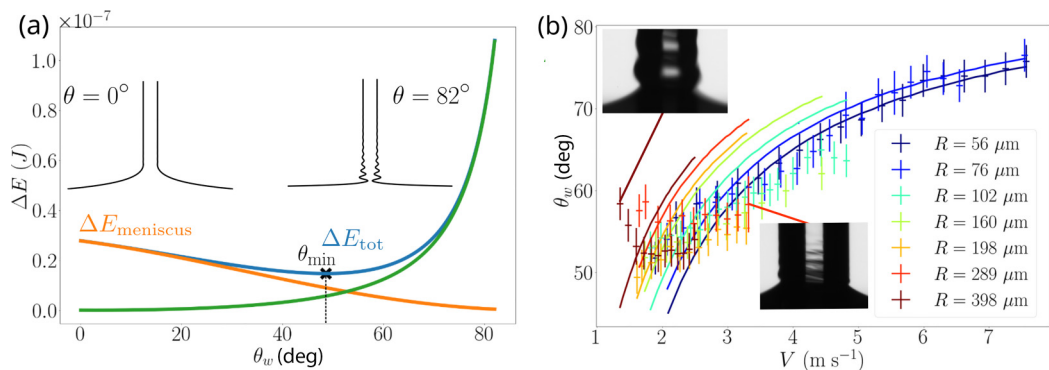 (a)
×10⁻⁷
1.0
0.8
0.6
0.4
0.2
0.0
ΔE (J)
θ = 0°
θ = 82°
ΔE_meniscus
ΔE_tot
θ_min
0 20 40 60 80
θ_w (deg)
(b)
80
70
60
50
θ_w (deg)
R = 56 μm
R = 76 μm
R = 102 μm
R = 160 μm
R = 198 μm
R = 289 μm
R = 398 μm
1 2 3 4 5 6 7
V (m s⁻¹)